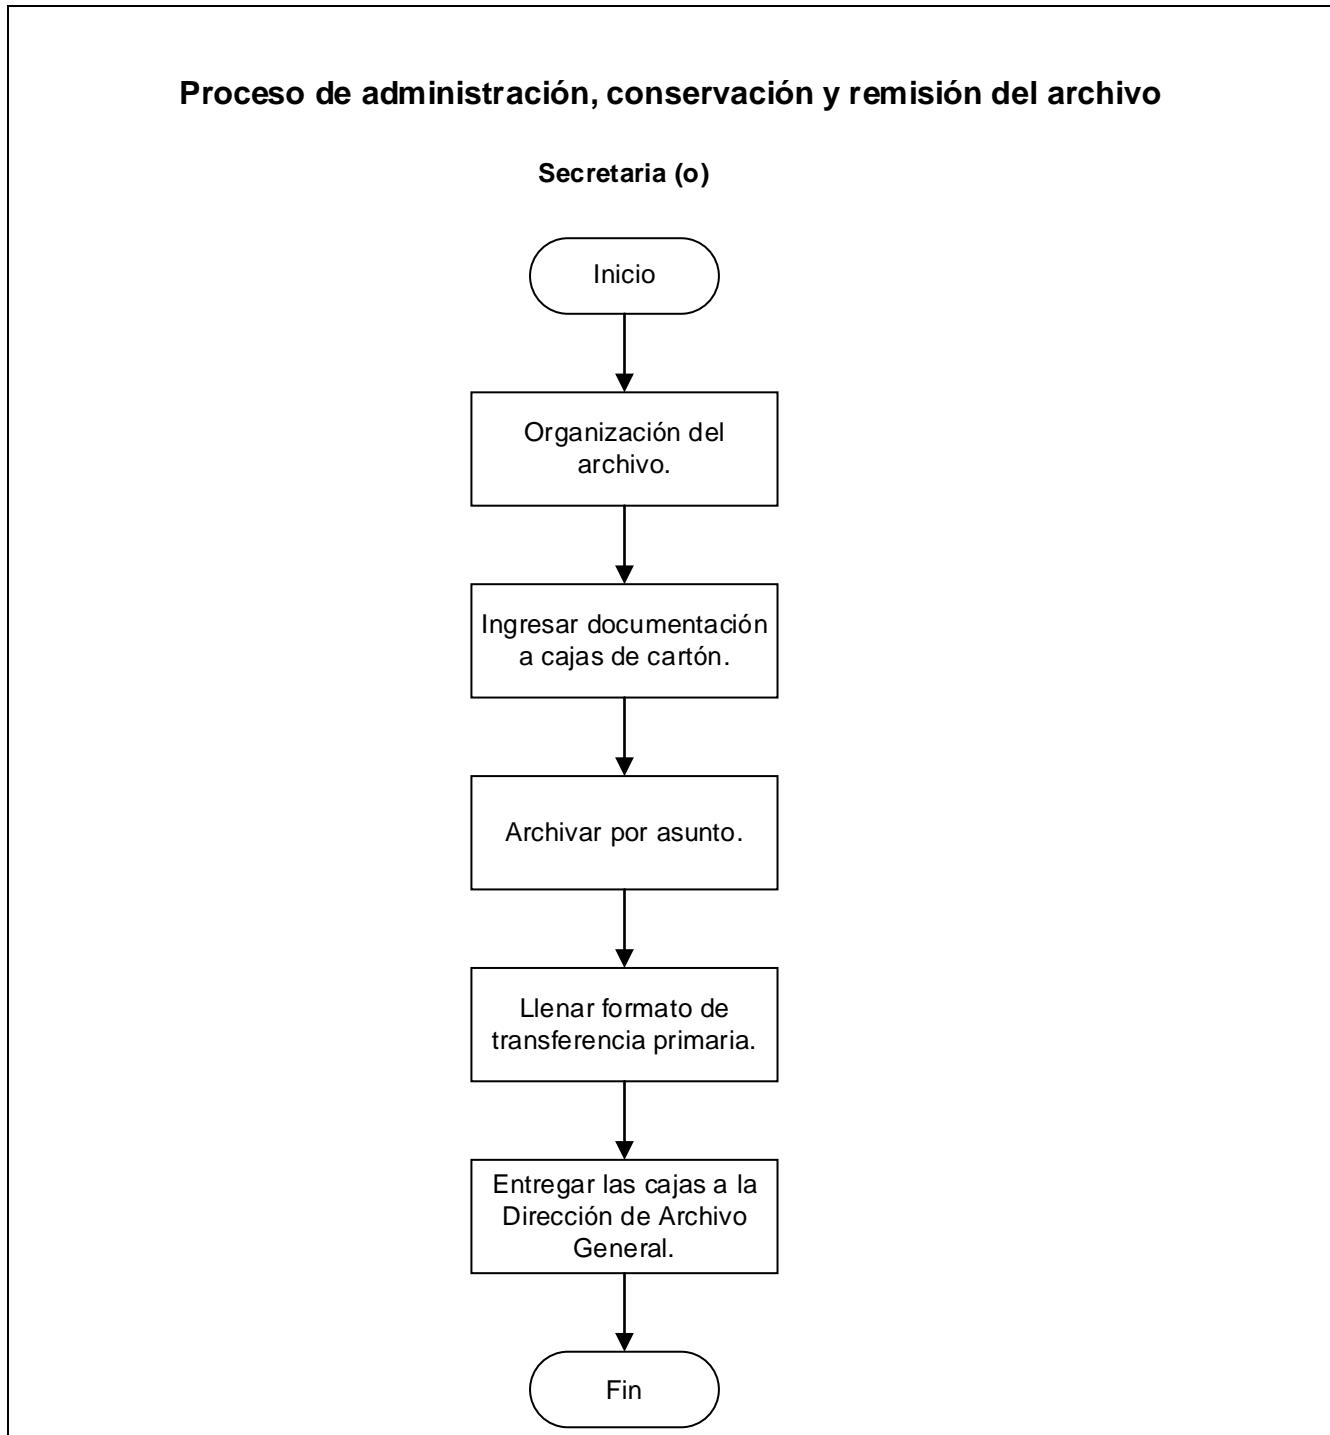 Proceso de administración, conservación y remisión del archivo
Secretaria (o)
Inicio
Organización del
archivo.
Ingresar documentación
a cajas de cartón.
Archivar por asunto.
Llenar formato de
transferencia primaria.
Entregar las cajas a la
Dirección de Archivo
General.
Fin